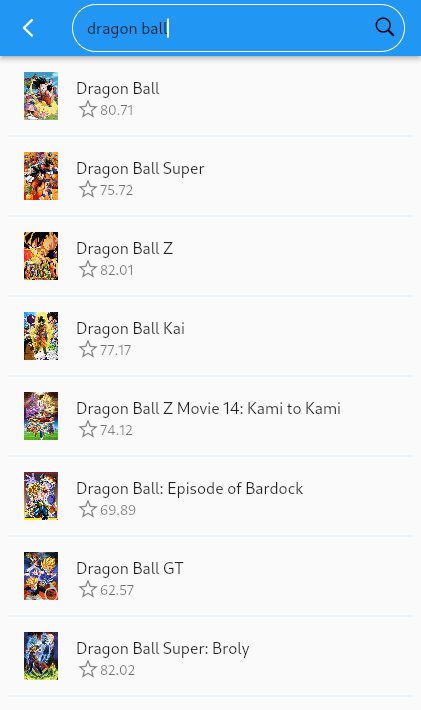 dragon ball
Dragon Ball
80.71
Dragon Ball Super
75.72
Dragon Ball Z
82.01
Dragon Ball Kai
77.17
Dragon Ball Z Movie 14: Kami to Kami
74.12
Dragon Ball: Episode of Bardock
69.89
Dragon Ball GT
62.57
Dragon Ball Super: Broly
82.02